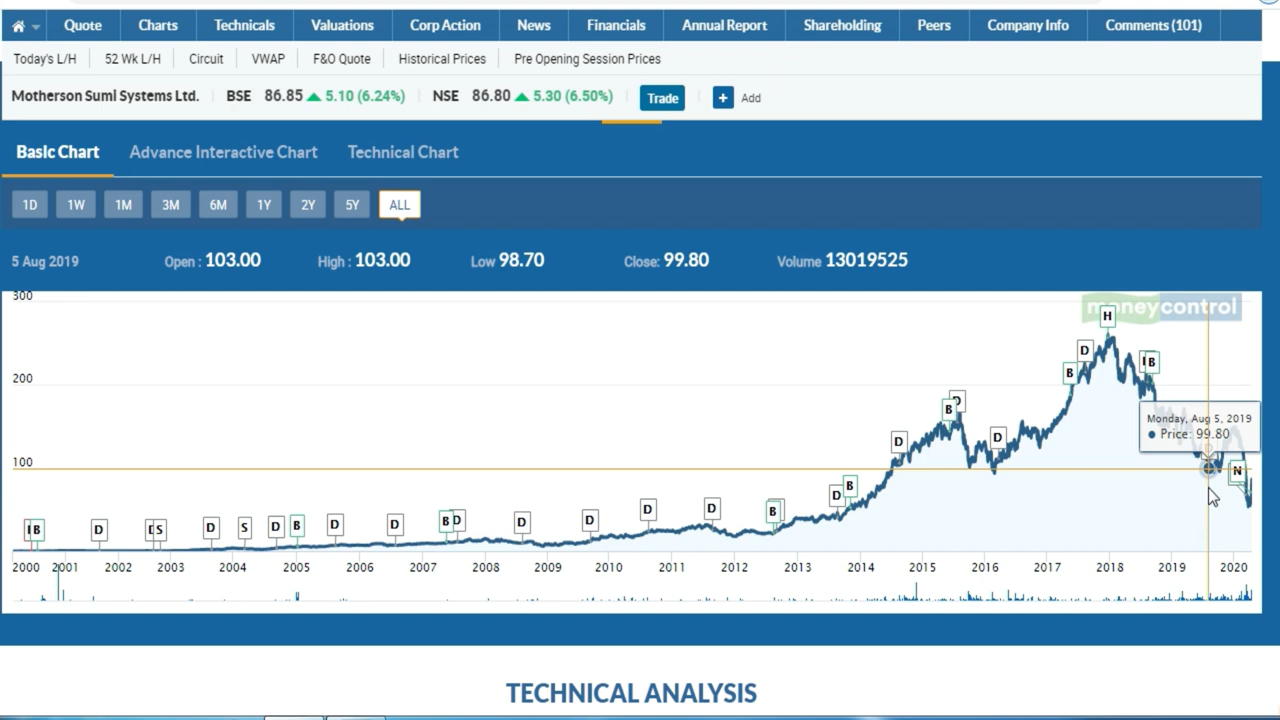 Quote Charts Technicals Valuations Corp Action News Financials Annual Report Shareholding Peers Company Info Comments (101)
Today's L/H 52 Wk L/H Circuit VWAP F&O Quote Historical Prices Pre Opening Session Prices
Motherson Sumi Systems Ltd. BSE 86.85 5.10 (6.24%) NSE 86.80 5.30 (6.50%) Trade + Add
Basic Chart Advance Interactive Chart Technical Chart
1D 1W 1M 3M 6M 1Y 2Y 5Y ALL
5 Aug 2019 Open : 103.00 High : 103.00 Low 98.70 Close: 99.80 Volume 13019525
300
moneycontrol
H
D
B B
200
D
B
Monday, Aug 5, 2019
Price: 99.80
D D
100
N
B
D
D D
B
B D S D S D B D D B D D D
2000 2001 2002 2003 2004 2005 2006 2007 2008 2009 2010 2011 2012 2013 2014 2015 2016 2017 2018 2019 2020
TECHNICAL ANALYSIS